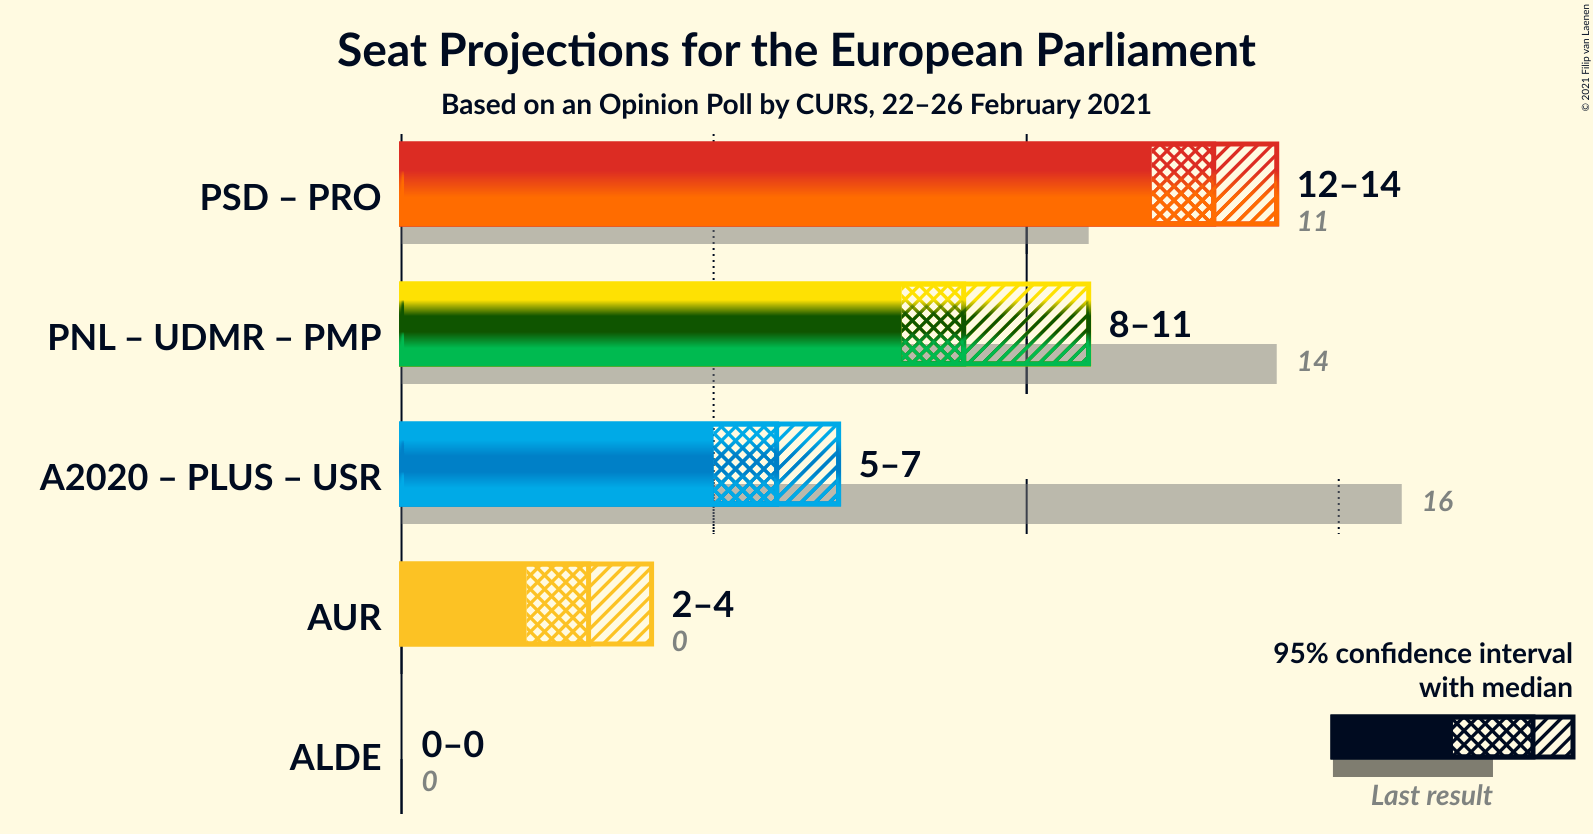 Seat Projections for the European Parliament
Based on an Opinion Poll by CURS, 22–26 February 2021
© 2021 Filip van Laenen
PSD – PRO
12–14
11
PNL – UDMR – PMP
8–11
14
A2020 – PLUS – USR
5–7
16
AUR
2–4
0
ALDE
0–0
0
95% confidence interval
with median
Last result